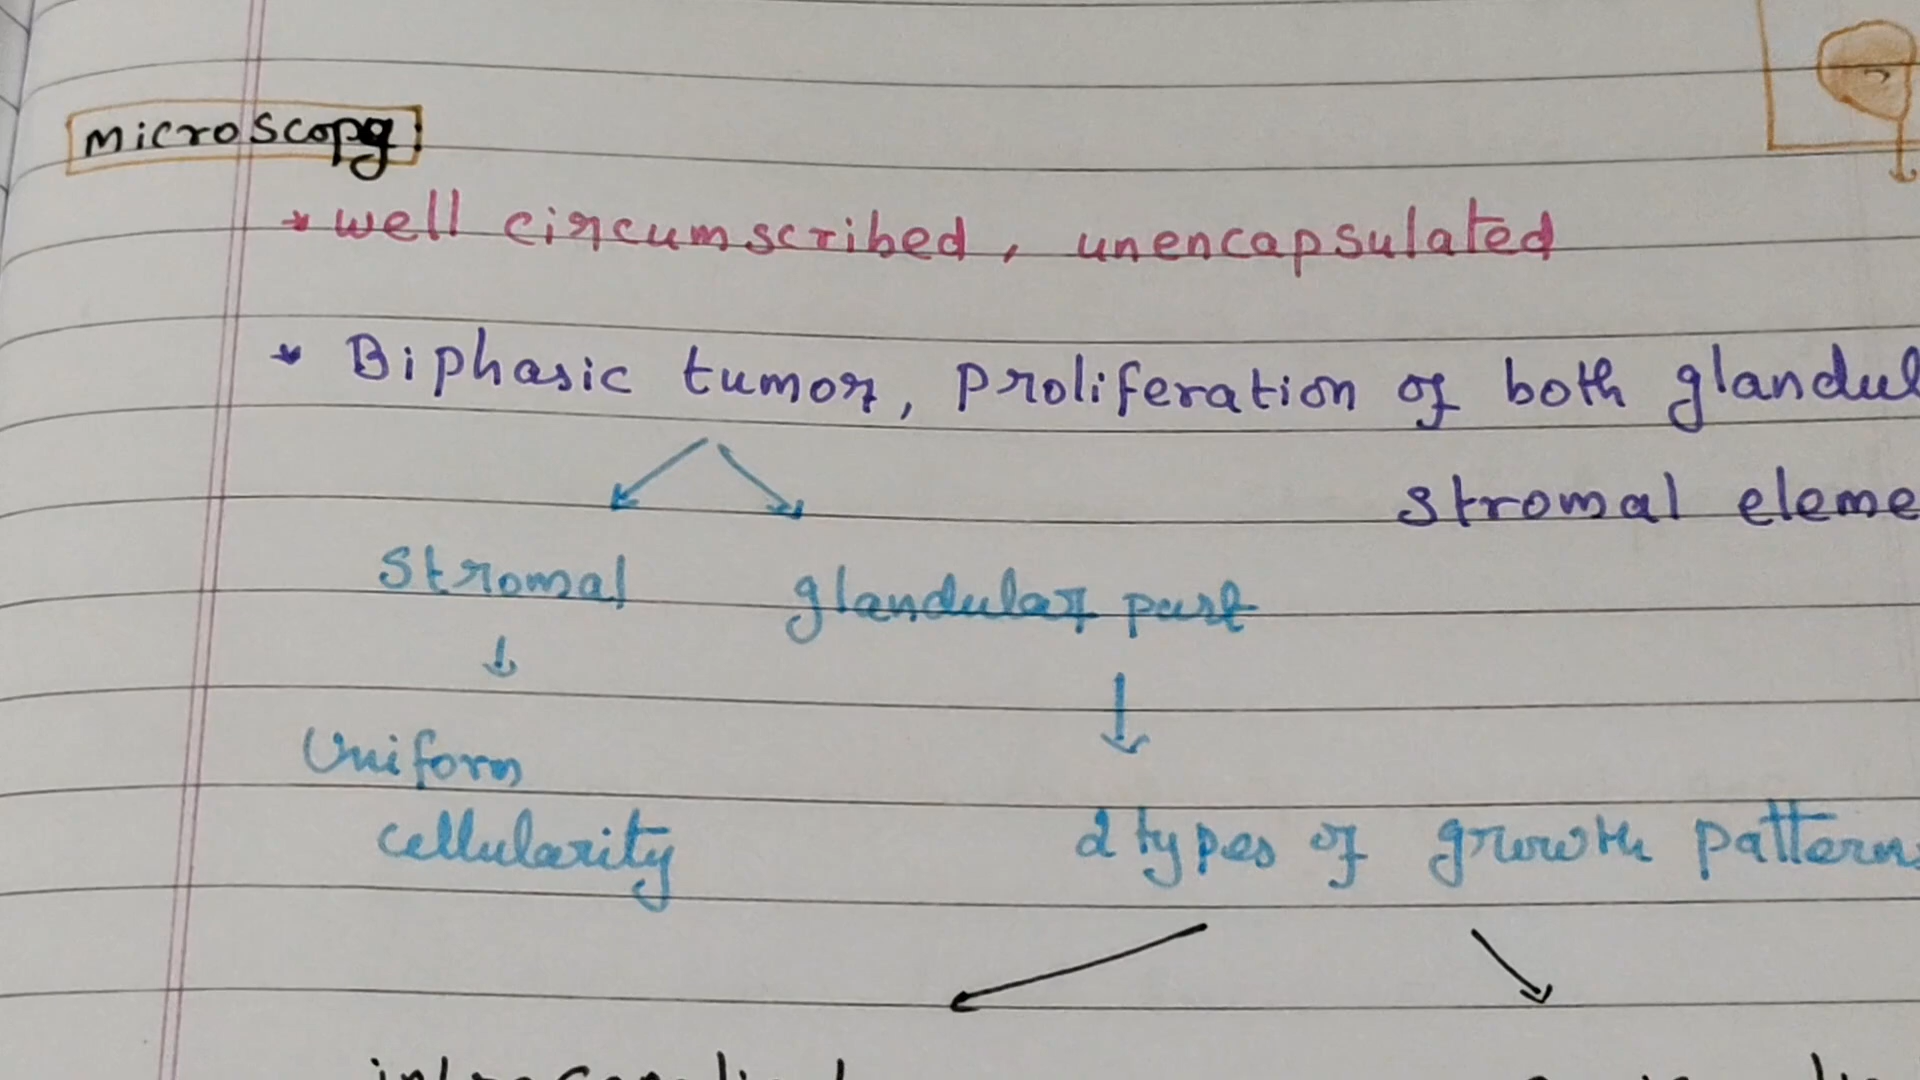 Microscopy
* well circumscribed, unencapsulated
* Biphasic tumor, proliferation of both glandul
stromal eleme
stromal glandular part
↓ ↓
Uniform
cellularity 2 types of growth patterns